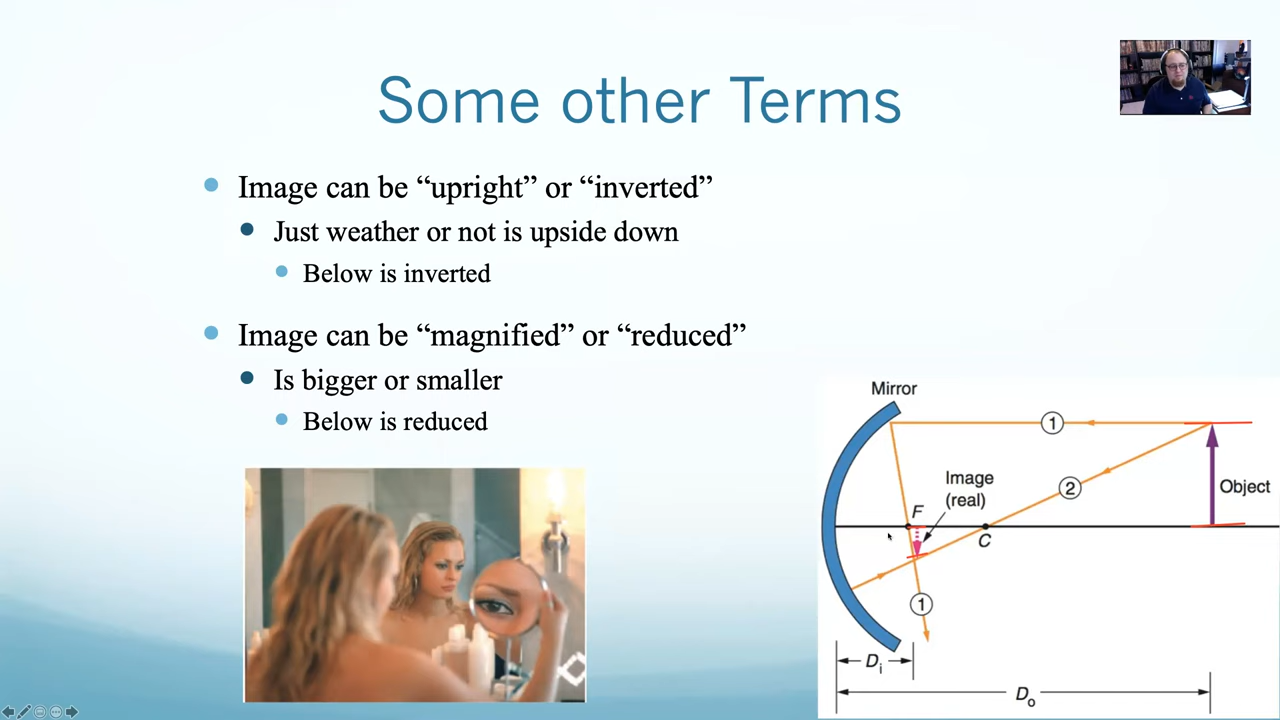 Some other Terms
Image can be “upright” or “inverted”
Just weather or not is upside down
Below is inverted
Image can be “magnified” or “reduced”
Is bigger or smaller
Below is reduced
Mirror
1
2
Image
(real)
Object
F
C
1
Di
Do